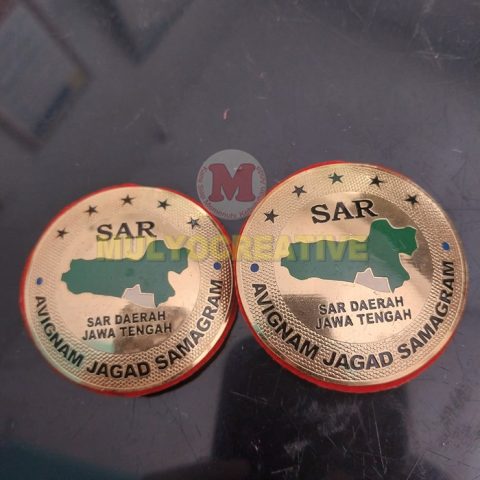 SAR
SAR DAERAH
JAWA TENGAH
AVIGNAM JAGAD SAMAGRAM
SAR
SAR DAERAH
JAWA TENGAH
AVIGNAM JAGAD SAMAGRAM
M
MULYOCREATIVE